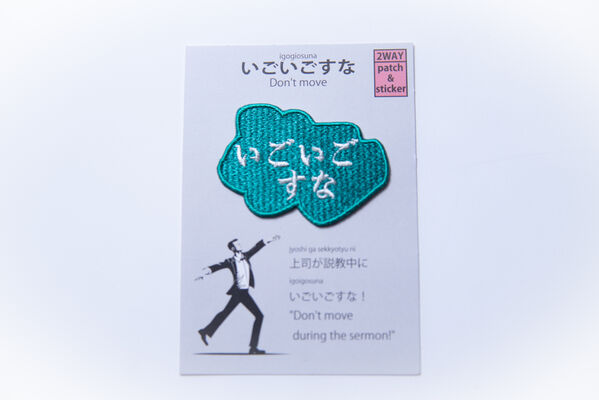 igogiosuna
いごいごすな
Don't move
2WAY
patch
&
sticker
いごいご
すな
Jyoshi ga sekkyotyu ni
上司が説教中に
igoigosuna
いごいごすな！
"Don't move
during the sermon!"